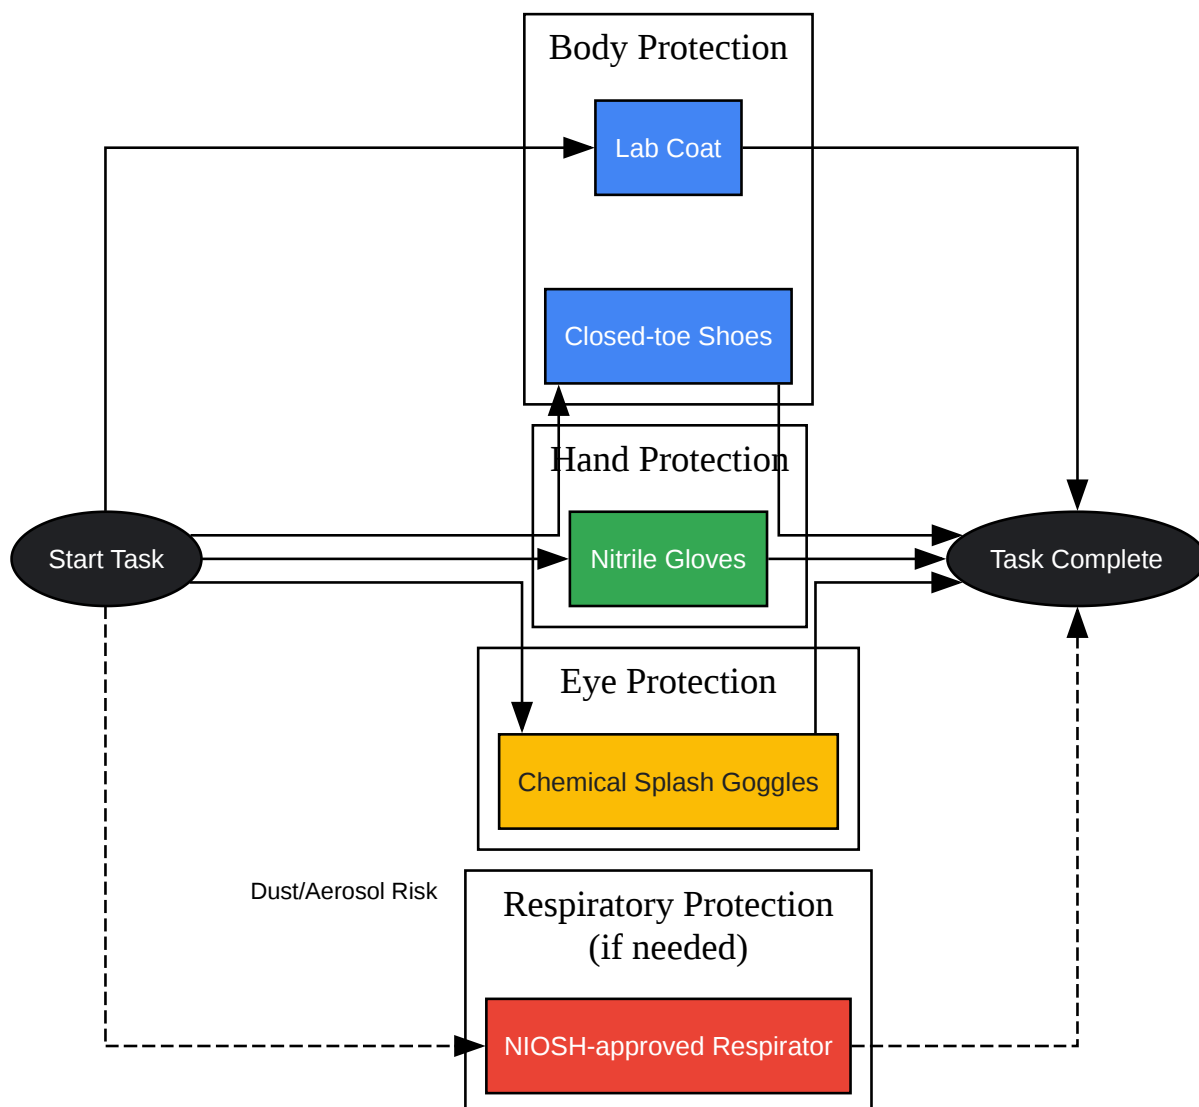 Body Protection
Lab Coat
Closed-toe Shoes
Hand Protection
Start Task
Nitrile Gloves
Task Complete
Eye Protection
Chemical Splash Goggles
Dust/Aerosol Risk
Respiratory Protection
(if needed)
NIOSH-approved Respirator